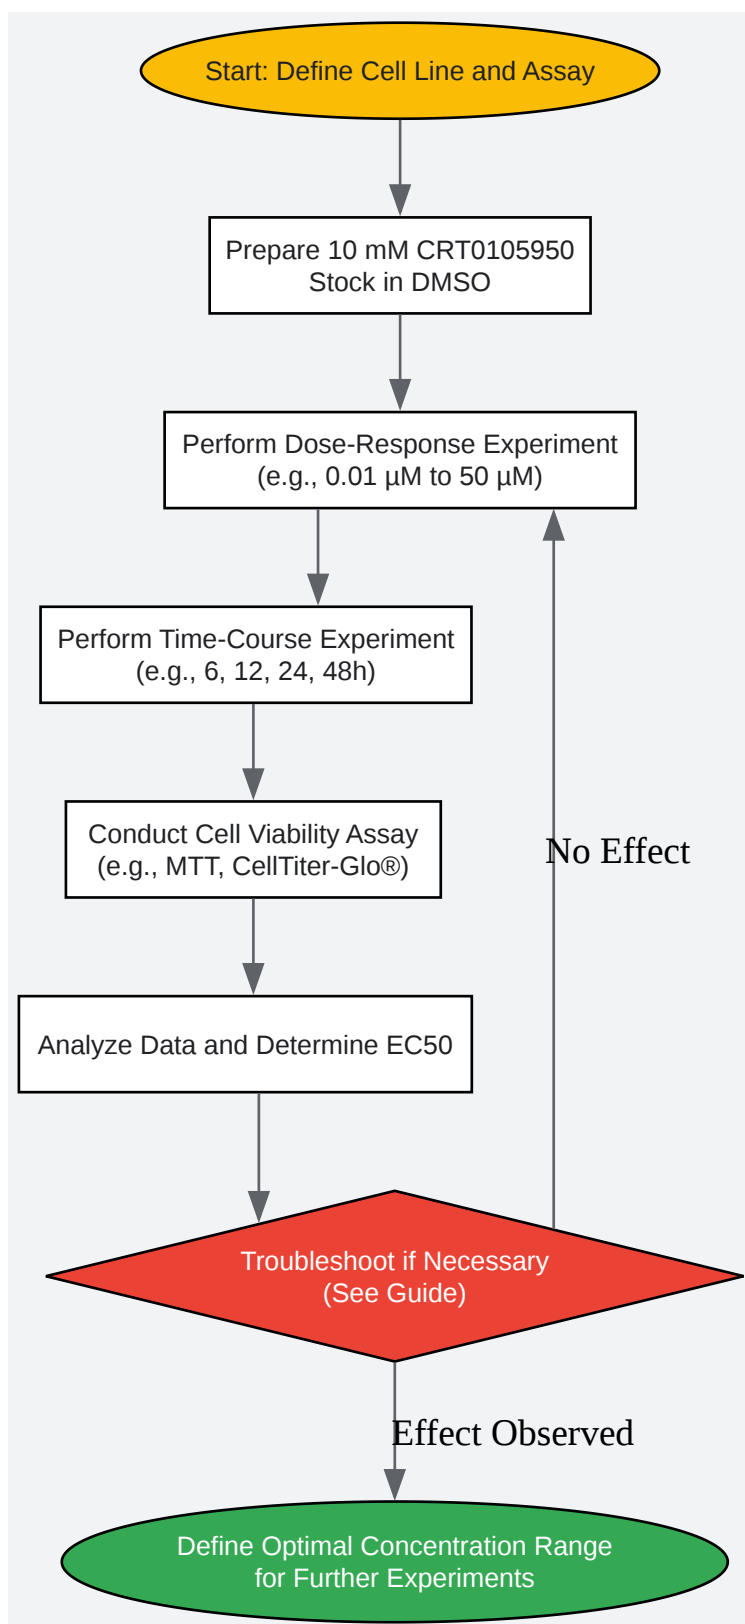 Start: Define Cell Line and Assay
Prepare 10 mM CRT0105950
Stock in DMSO
Perform Dose-Response Experiment
(e.g., 0.01 µM to 50 µM)
Perform Time-Course Experiment
(e.g., 6, 12, 24, 48h)
Conduct Cell Viability Assay
(e.g., MTT, CellTiter-Glo®)
No Effect
Analyze Data and Determine EC50
Troubleshoot if Necessary
(See Guide)
Effect Observed
Define Optimal Concentration Range
for Further Experiments